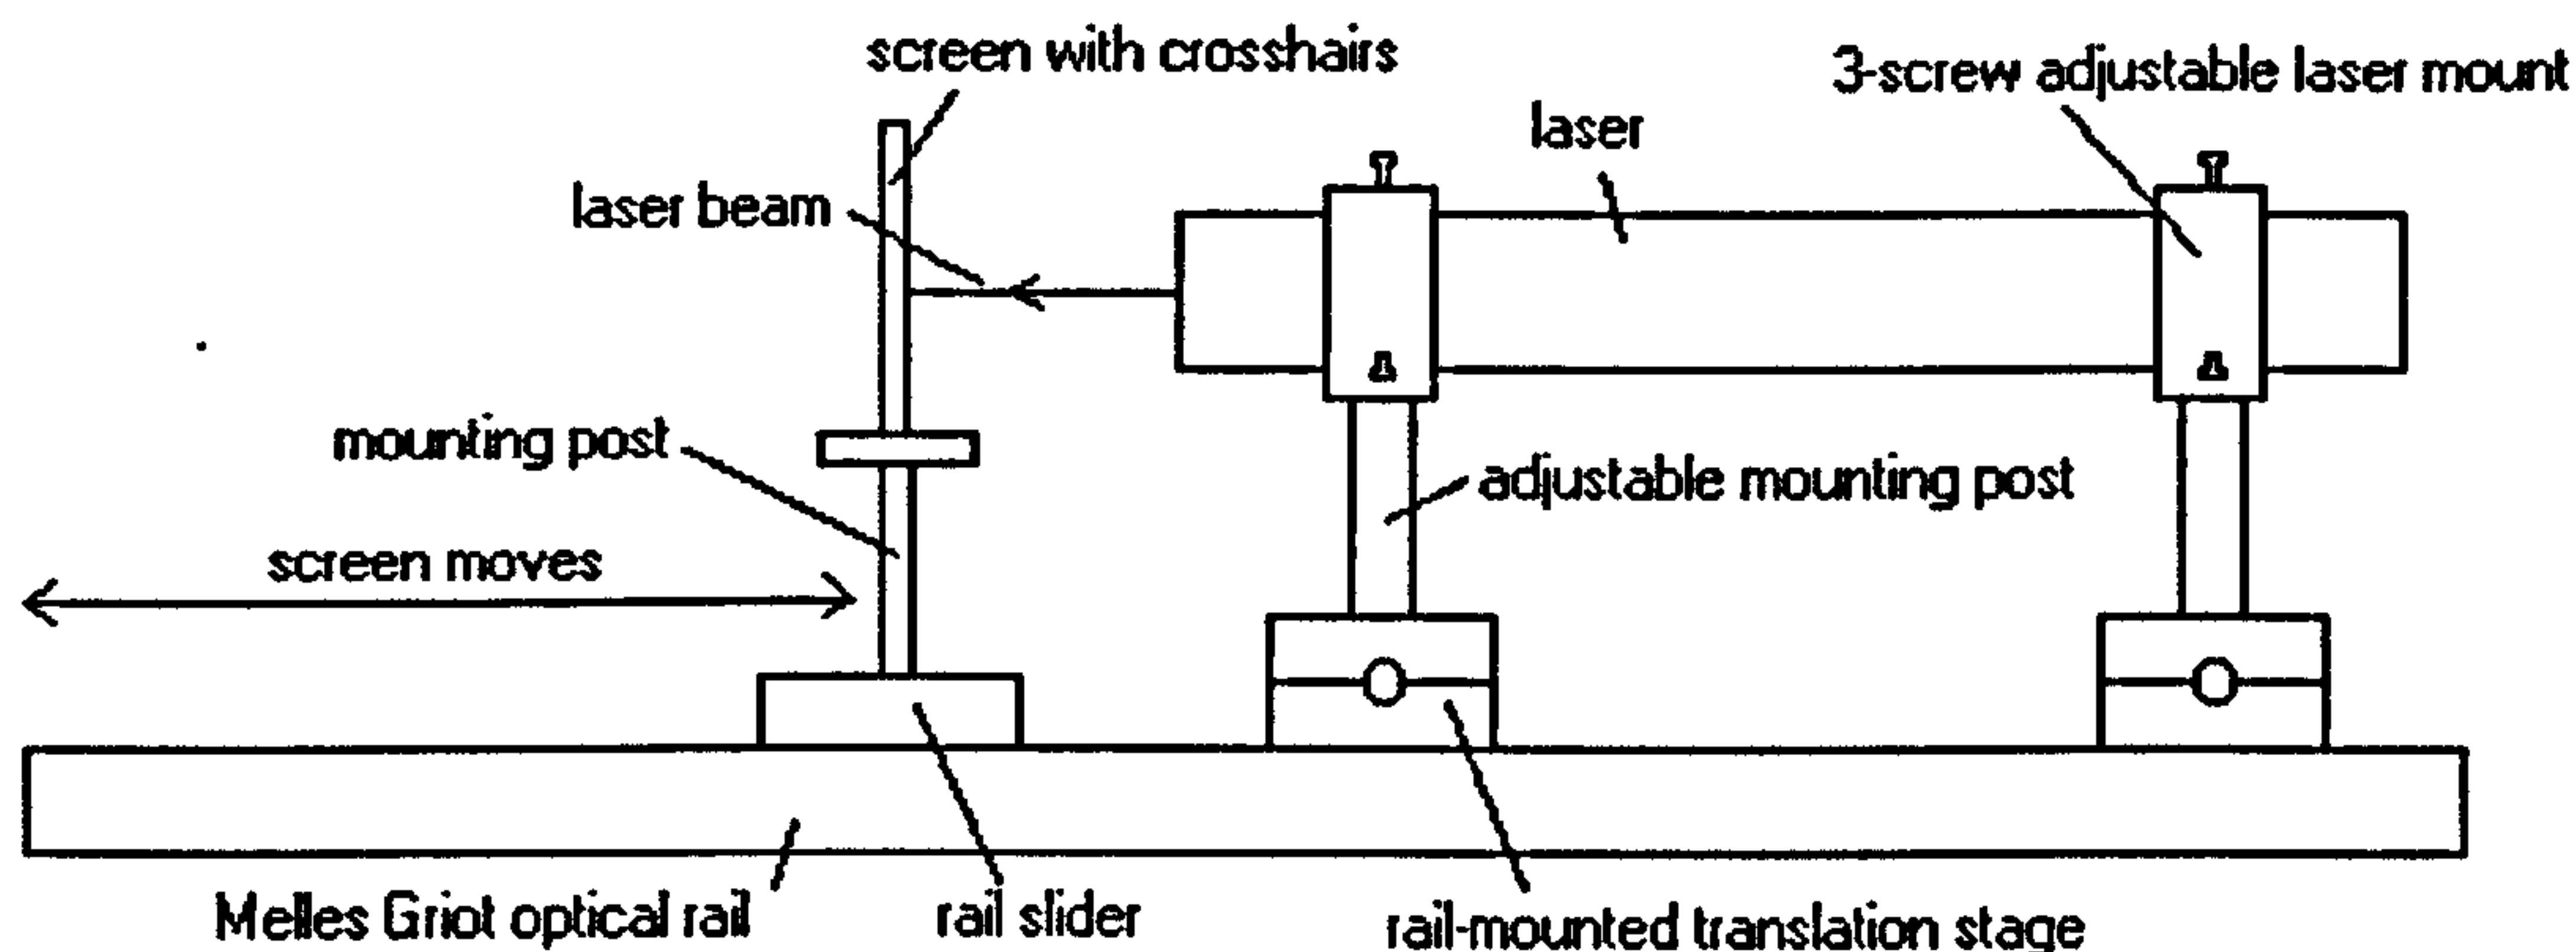 screen with crosshairs
3-screw adjustable laser mount
laser
laser beam
mounting post
adjustable mounting post
screen moves
Melles Griot optical rail
rail slider
rail-mounted translation stage